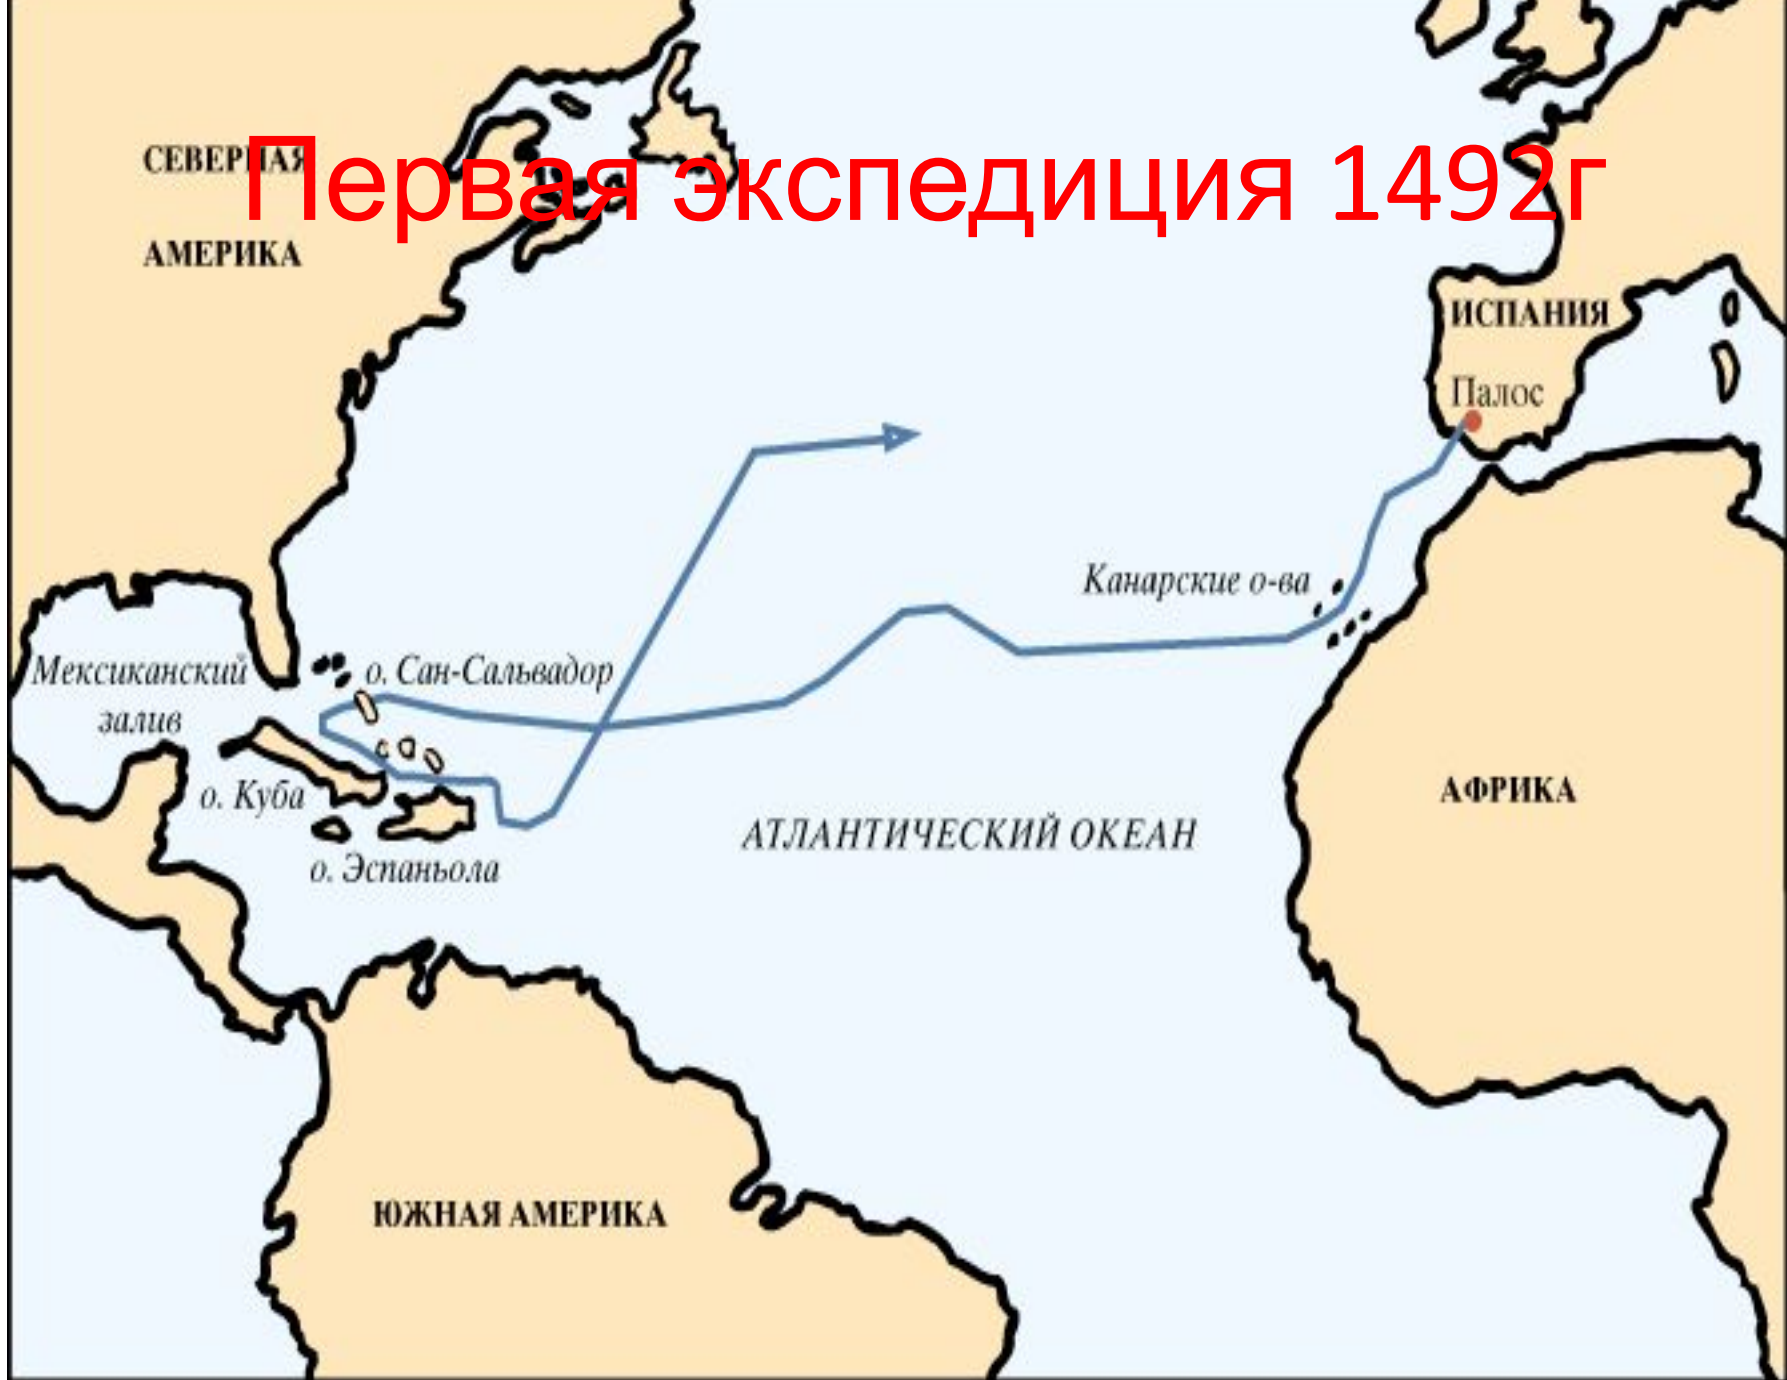 Первая экспедиция 1492г
СЕВЕРНАЯ
АМЕРИКА
ИСПАНИЯ
Палос
Канарские о-ва
Мексиканский
залив
о. Сан-Сальвадор
о. Куба
о. Эспаньола
АТЛАНТИЧЕСКИЙ ОКЕАН
АФРИКА
ЮЖНАЯ АМЕРИКА